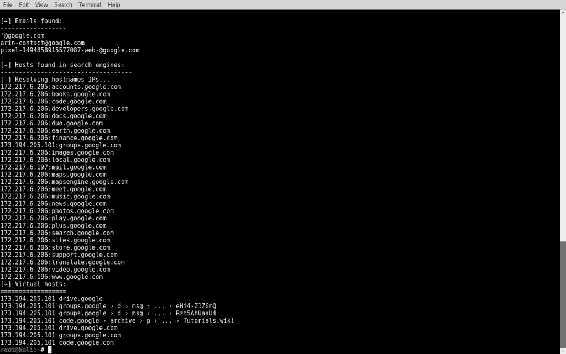 File Edit View Search Terminal Help
[+] Emails found:
------------------
'@google.com
arin-contact@google.com
pixel-1494858915577087-web-@google.com
[+] Hosts found in search engines:
------------------------------------
[-] Resolving hostnames IPs...
172.217.6.206:accounts.google.com
172.217.6.206:books.google.com
172.217.6.206:code.google.com
172.217.6.206:developers.google.com
172.217.6.206:docs.google.com
172.217.6.206:duo.google.com
172.217.6.206:earth.google.com
172.217.6.206:finance.google.com
173.194.205.101:groups.google.com
172.217.6.206:images.google.com
172.217.6.206:local.google.com
172.217.6.197:mail.google.com
172.217.6.206:maps.google.com
172.217.6.206:mapsengine.google.com
172.217.6.206:meet.google.com
172.217.6.206:music.google.com
172.217.6.206:news.google.com
172.217.6.206:photos.google.com
172.217.6.206:play.google.com
172.217.6.206:plus.google.com
172.217.6.206:search.google.com
172.217.6.206:sites.google.com
172.217.6.206:store.google.com
172.217.6.206:support.google.com
172.217.6.206:translate.google.com
172.217.6.206:video.google.com
172.217.6.196:www.google.com
[+] Virtual hosts:
==================
173.194.205.101 drive.google
173.194.205.101 groups.google › d › msg › ... ›
173.194.205.101 groups.google › d › msg › ... ›
173.194.205.101 code.google › archive › p › ... › Tutorials.wiki
173.194.205.101 drive.google.com
173.194.205.101 groups.google.com
173.194.205.101 code.google.com
root@Kali:~#